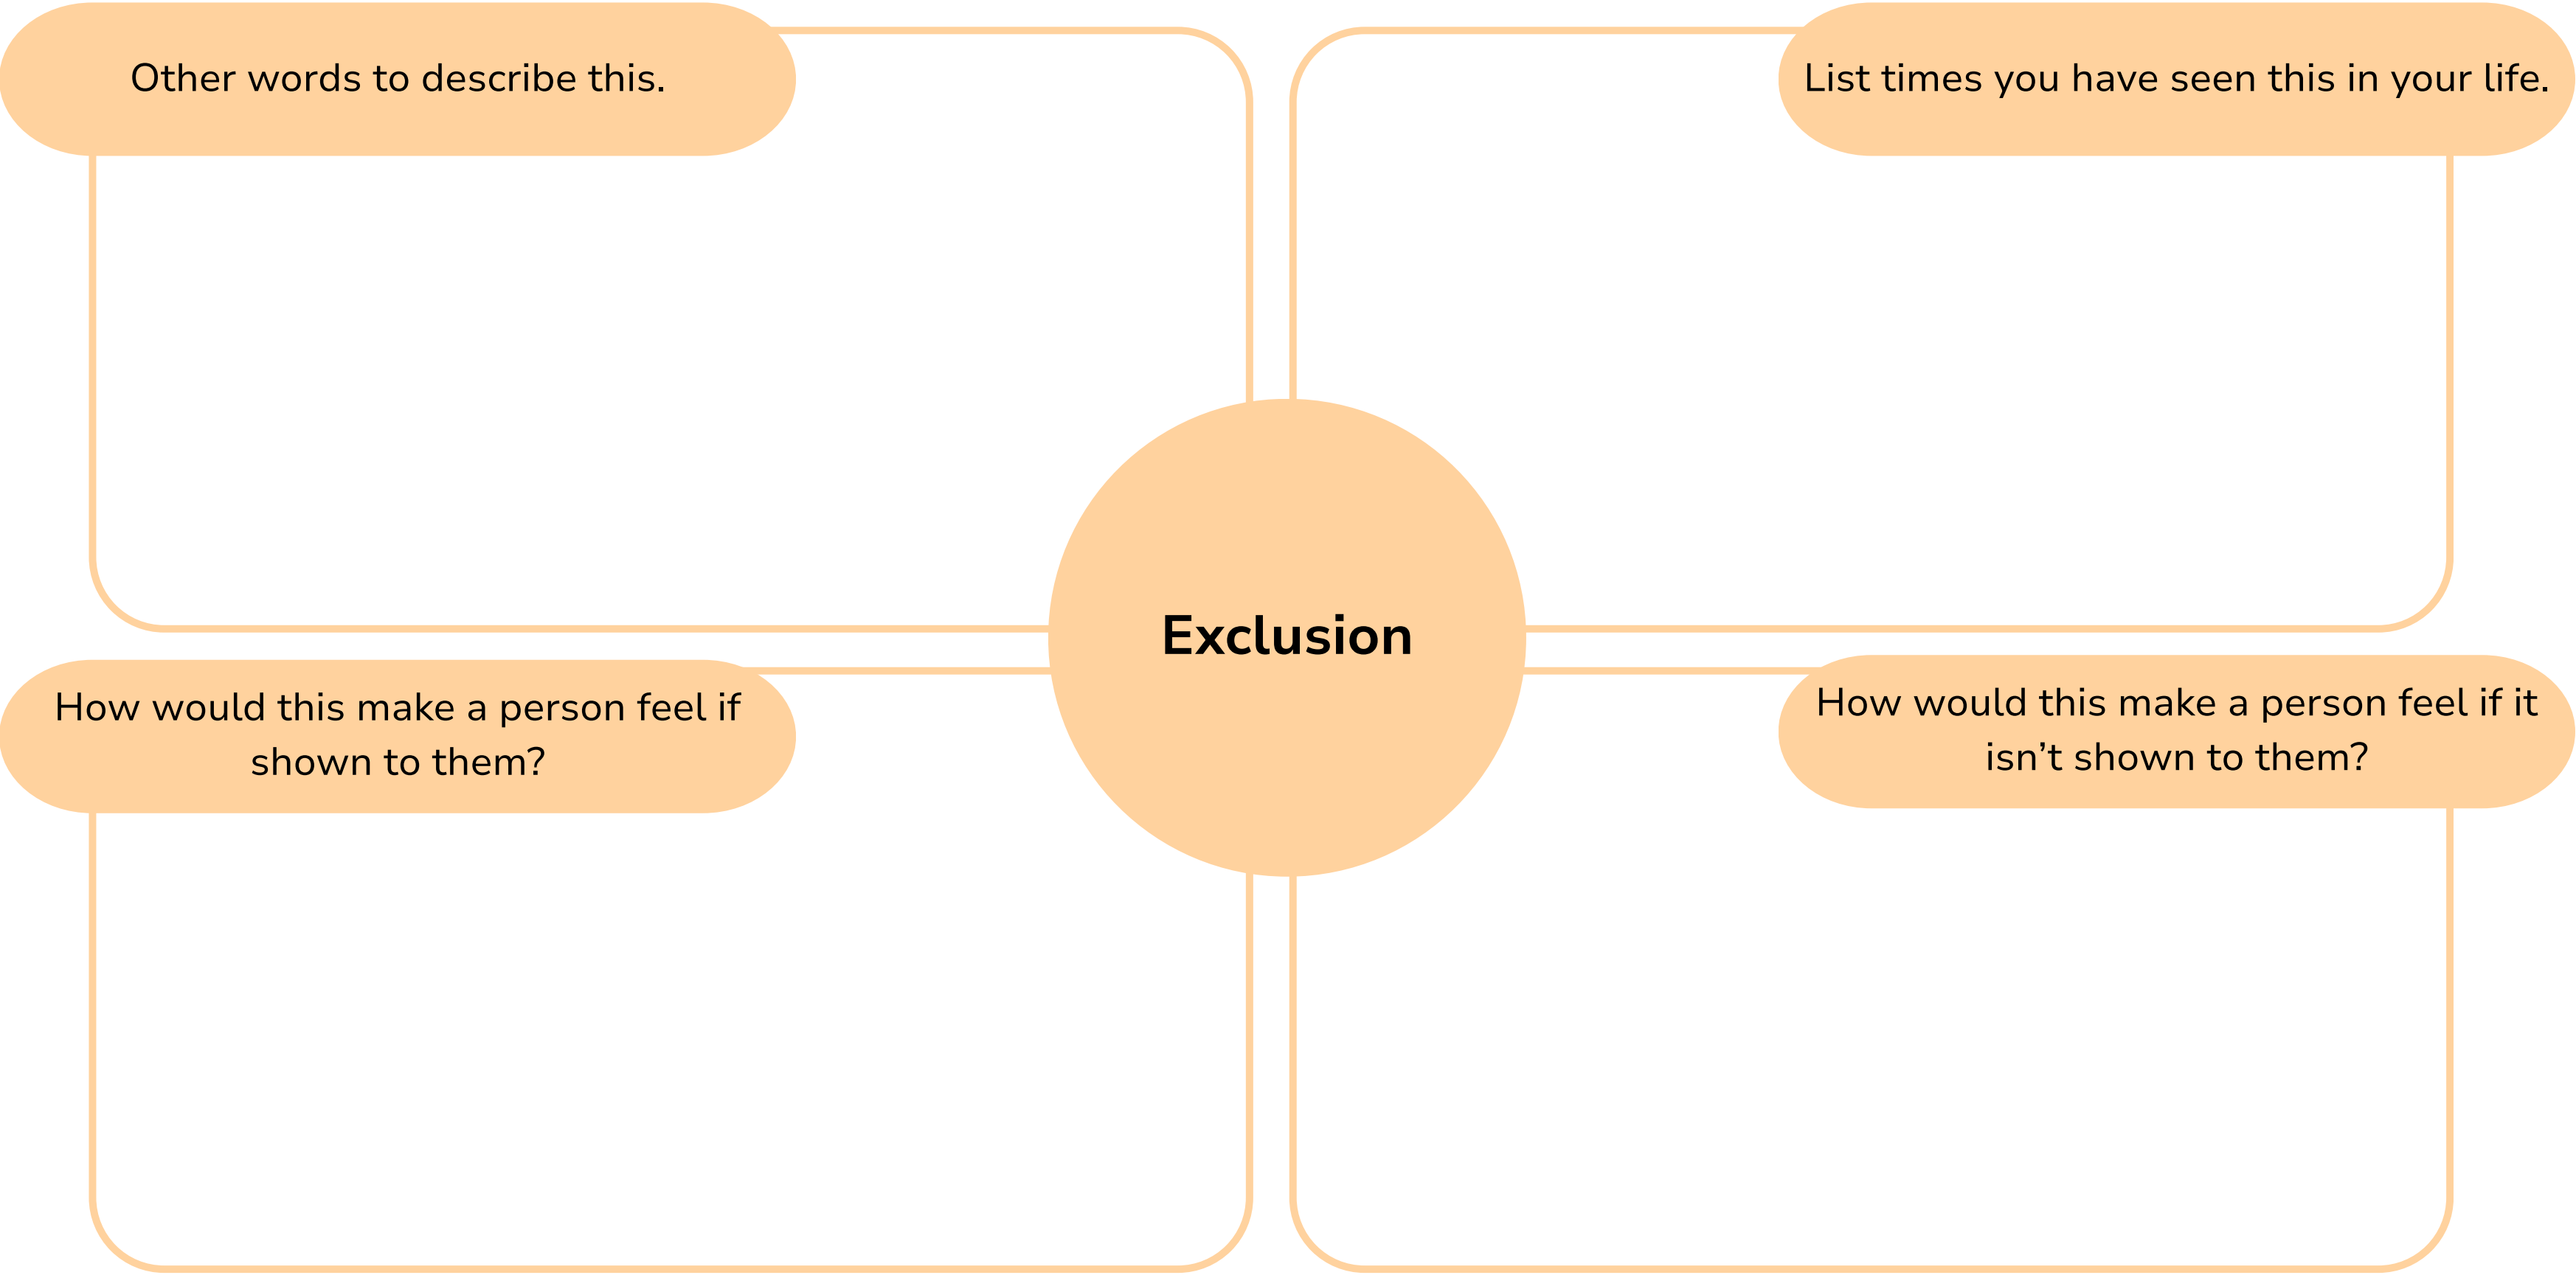 Other words to describe this.
List times you have seen this in your life.
Exclusion
How would this make a person feel if
shown to them?
How would this make a person feel if it
isn’t shown to them?